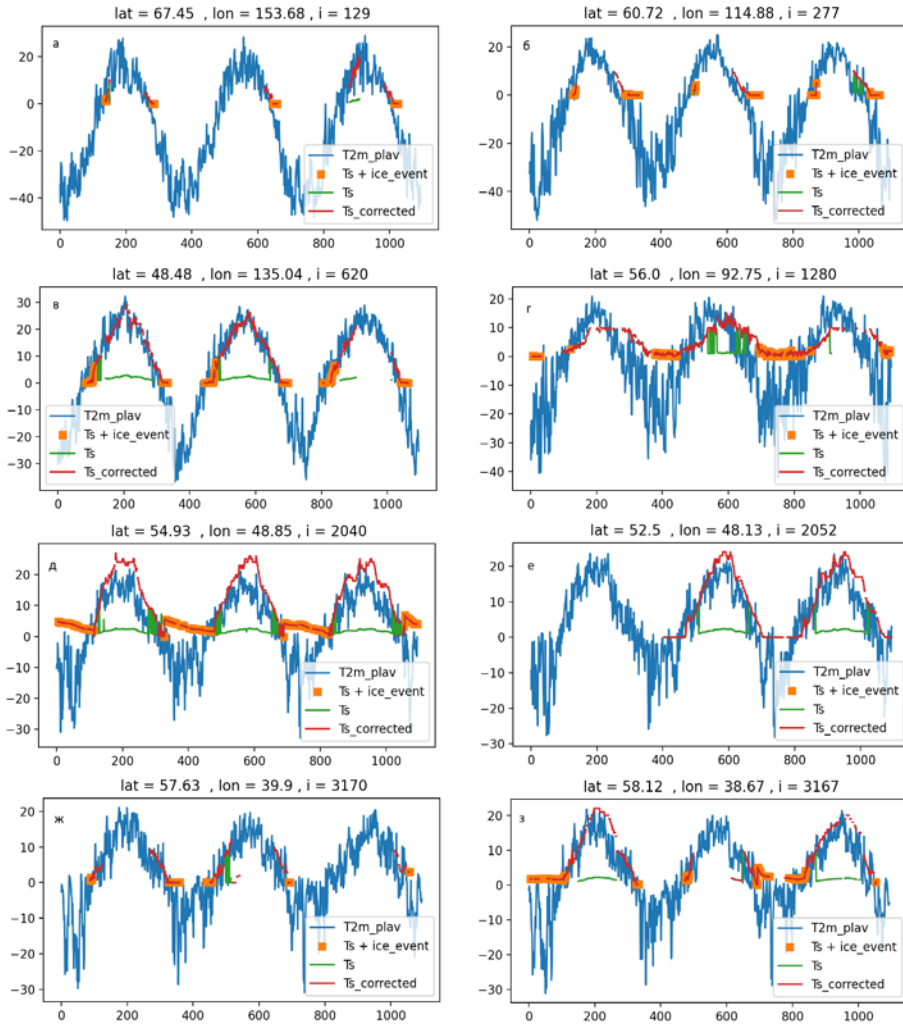 lat = 67.45 , lon = 153.68, i = 129
а
20
0
−20
−40
0 200 400 600 800 1000
T2m_plav
Ts + ice_event
Ts
Ts_corrected
lat = 60.72 , lon = 114.88, i = 277
б
20
0
−20
−40
0 200 400 600 800 1000
T2m_plav
Ts + ice_event
Ts
Ts_corrected
lat = 48.48 , lon = 135.04, i = 620
в
30
20
10
0
−10
−20
−30
0 200 400 600 800 1000
T2m_plav
Ts + ice_event
Ts
Ts_corrected
lat = 56.0 , lon = 92.75, i = 1280
г
20
10
0
−10
−20
−30
−40
0 200 400 600 800 1000
T2m_plav
Ts + ice_event
Ts
Ts_corrected
lat = 54.93 , lon = 48.85, i = 2040
д
20
10
0
−10
−20
−30
0 200 400 600 800 1000
T2m_plav
Ts + ice_event
Ts
Ts_corrected
lat = 52.5 , lon = 48.13, i = 2052
е
20
10
0
−10
−20
−30
0 200 400 600 800 1000
T2m_plav
Ts + ice_event
Ts
Ts_corrected
lat = 57.63 , lon = 39.9, i = 3170
ж
20
10
0
−10
−20
−30
0 200 400 600 800 1000
T2m_plav
Ts + ice_event
Ts
Ts_corrected
lat = 58.12 , lon = 38.67, i = 3167
з
20
10
0
−10
−20
−30
0 200 400 600 800 1000
T2m_plav
Ts + ice_event
Ts
Ts_corrected